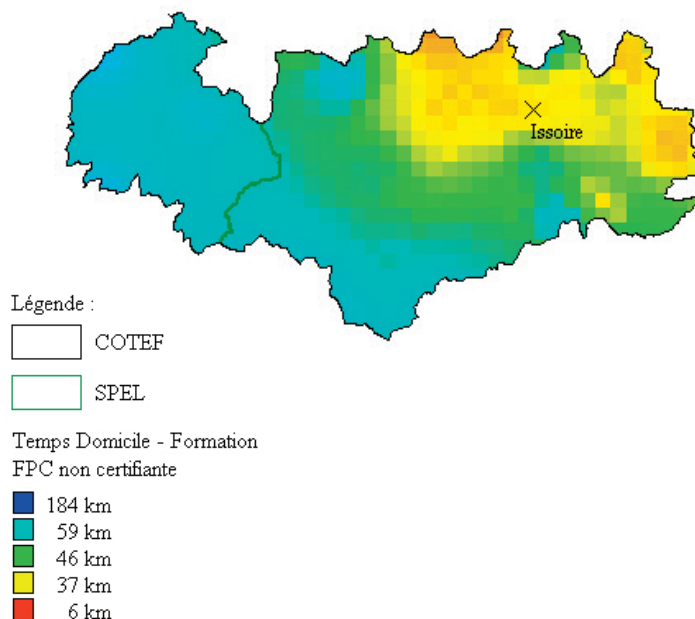 Issoire
Légende :
COTEF
SPEL
Temps Domicile - Formation
FPC non certifiante
184 km
59 km
46 km
37 km
6 km